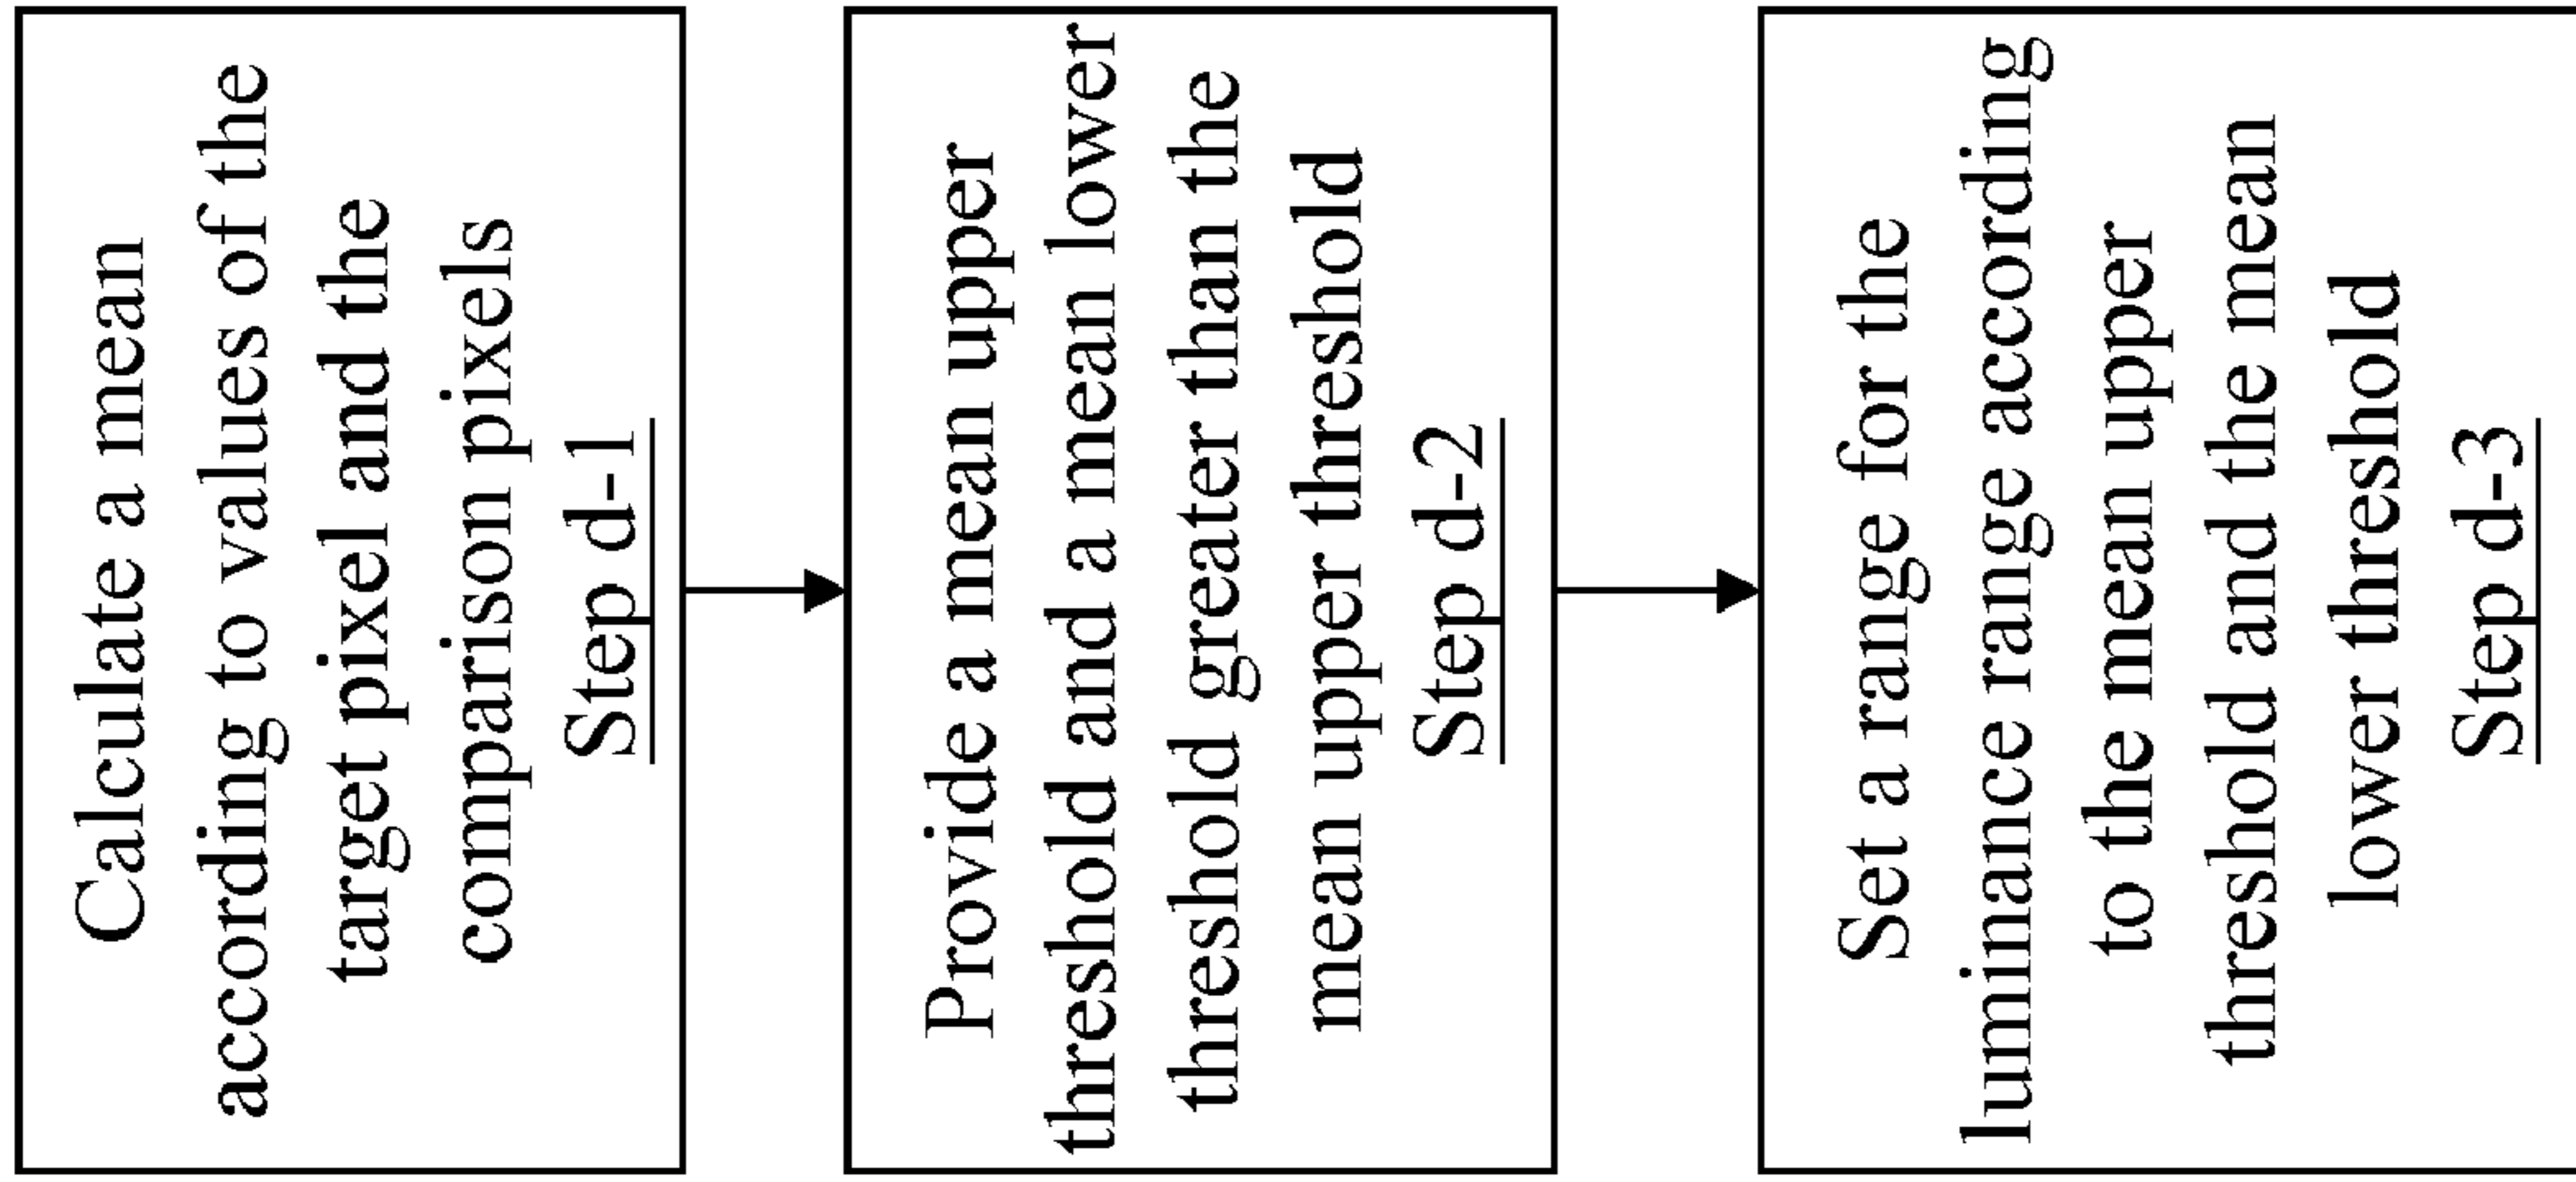 Calculate a mean
according to values of the
target pixel and the
comparison pixels
Step d-1
Provide a mean upper
threshold and a mean lower
threshold greater than the
mean upper threshold
Step d-2
Set a range for the
luminance range according
to the mean upper
threshold and the mean
lower threshold
Step d-3